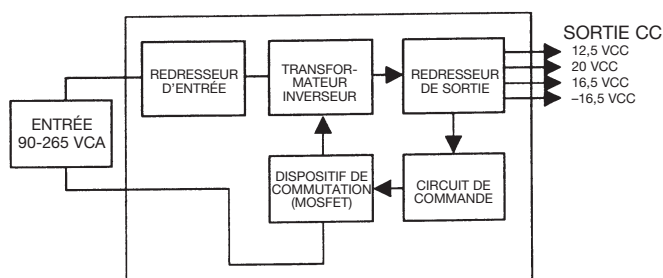 SORTIE CC
12,5 VCC
20 VCC
16,5 VCC
–16,5 VCC
REDRESSEUR
D'ENTRÉE
TRANSFOR-
MATEUR
INVERSEUR
REDRESSEUR
DE SORTIE
ENTRÉE
90-265 VCA
DISPOSITIF DE
COMMUTATION
(MOSFET)
CIRCUIT DE
COMMANDE